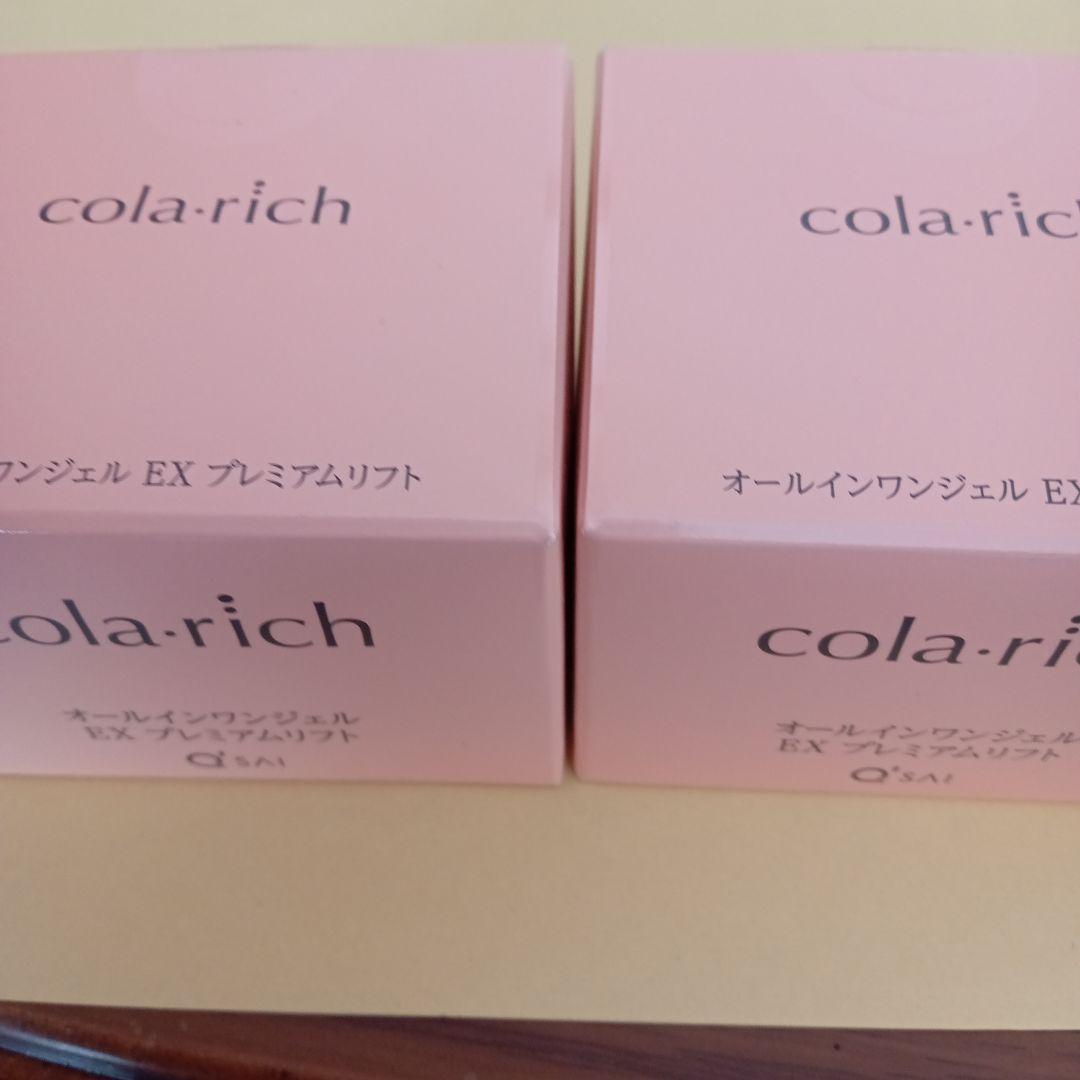 cola·rich
ワンジェル EX プレミアムリフト
cola·rich
オールインワンジェル
EX プレミアムリフト
Q'SAI
cola·rich
オールインワンジェル EX
cola·ric
オールインワンジェル
EX プレミアムリフト
Q'SAI